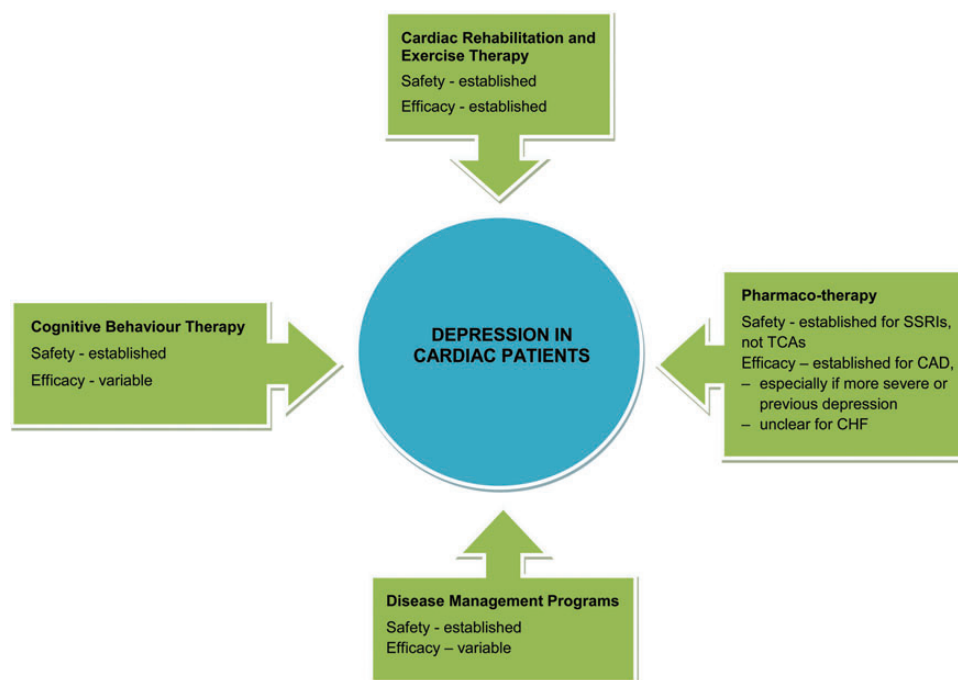 Cardiac Rehabilitation and
Exercise Therapy
Safety - established
Efficacy - established
Cognitive Behaviour Therapy
Safety - established
Efficacy - variable
DEPRESSION IN
CARDIAC PATIENTS
Pharmaco-therapy
Safety - established for SSRIs,
not TCAs
Efficacy – established for CAD,
– especially if more severe or
previous depression
– unclear for CHF
Disease Management Programs
Safety - established
Efficacy – variable